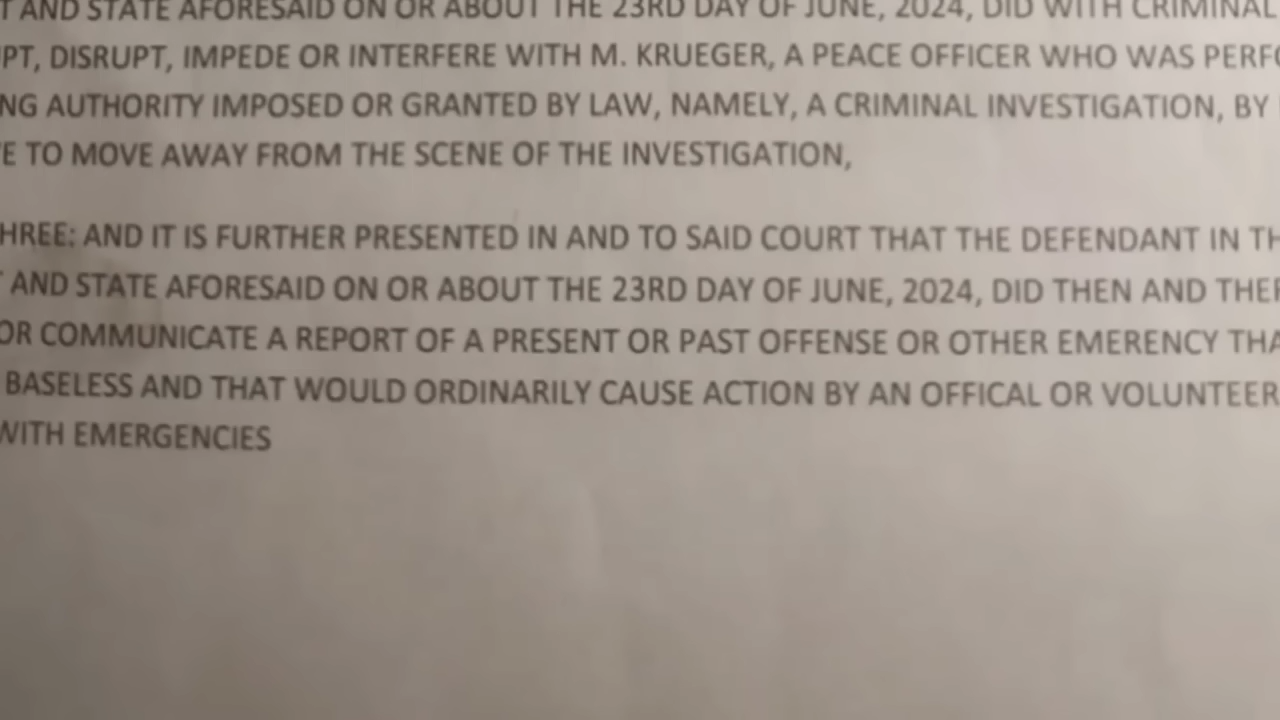 T AND STATE AFORESAID ON OR ABOUT THE 23RD DAY OF JUNE, 2024, DID WITH CRIMINAL
UPT, DISRUPT, IMPEDE OR INTERFERE WITH M. KRUEGER, A PEACE OFFICER WHO WAS PERFO
NG AUTHORITY IMPOSED OR GRANTED BY LAW, NAMELY, A CRIMINAL INVESTIGATION, BY
E TO MOVE AWAY FROM THE SCENE OF THE INVESTIGATION,
HREE: AND IT IS FURTHER PRESENTED IN AND TO SAID COURT THAT THE DEFENDANT IN TH
T AND STATE AFORESAID ON OR ABOUT THE 23RD DAY OF JUNE, 2024, DID THEN AND THER
OR COMMUNICATE A REPORT OF A PRESENT OR PAST OFFENSE OR OTHER EMERENCY THA
BASELESS AND THAT WOULD ORDINARILY CAUSE ACTION BY AN OFFICAL OR VOLUNTEER
WITH EMERGENCIES